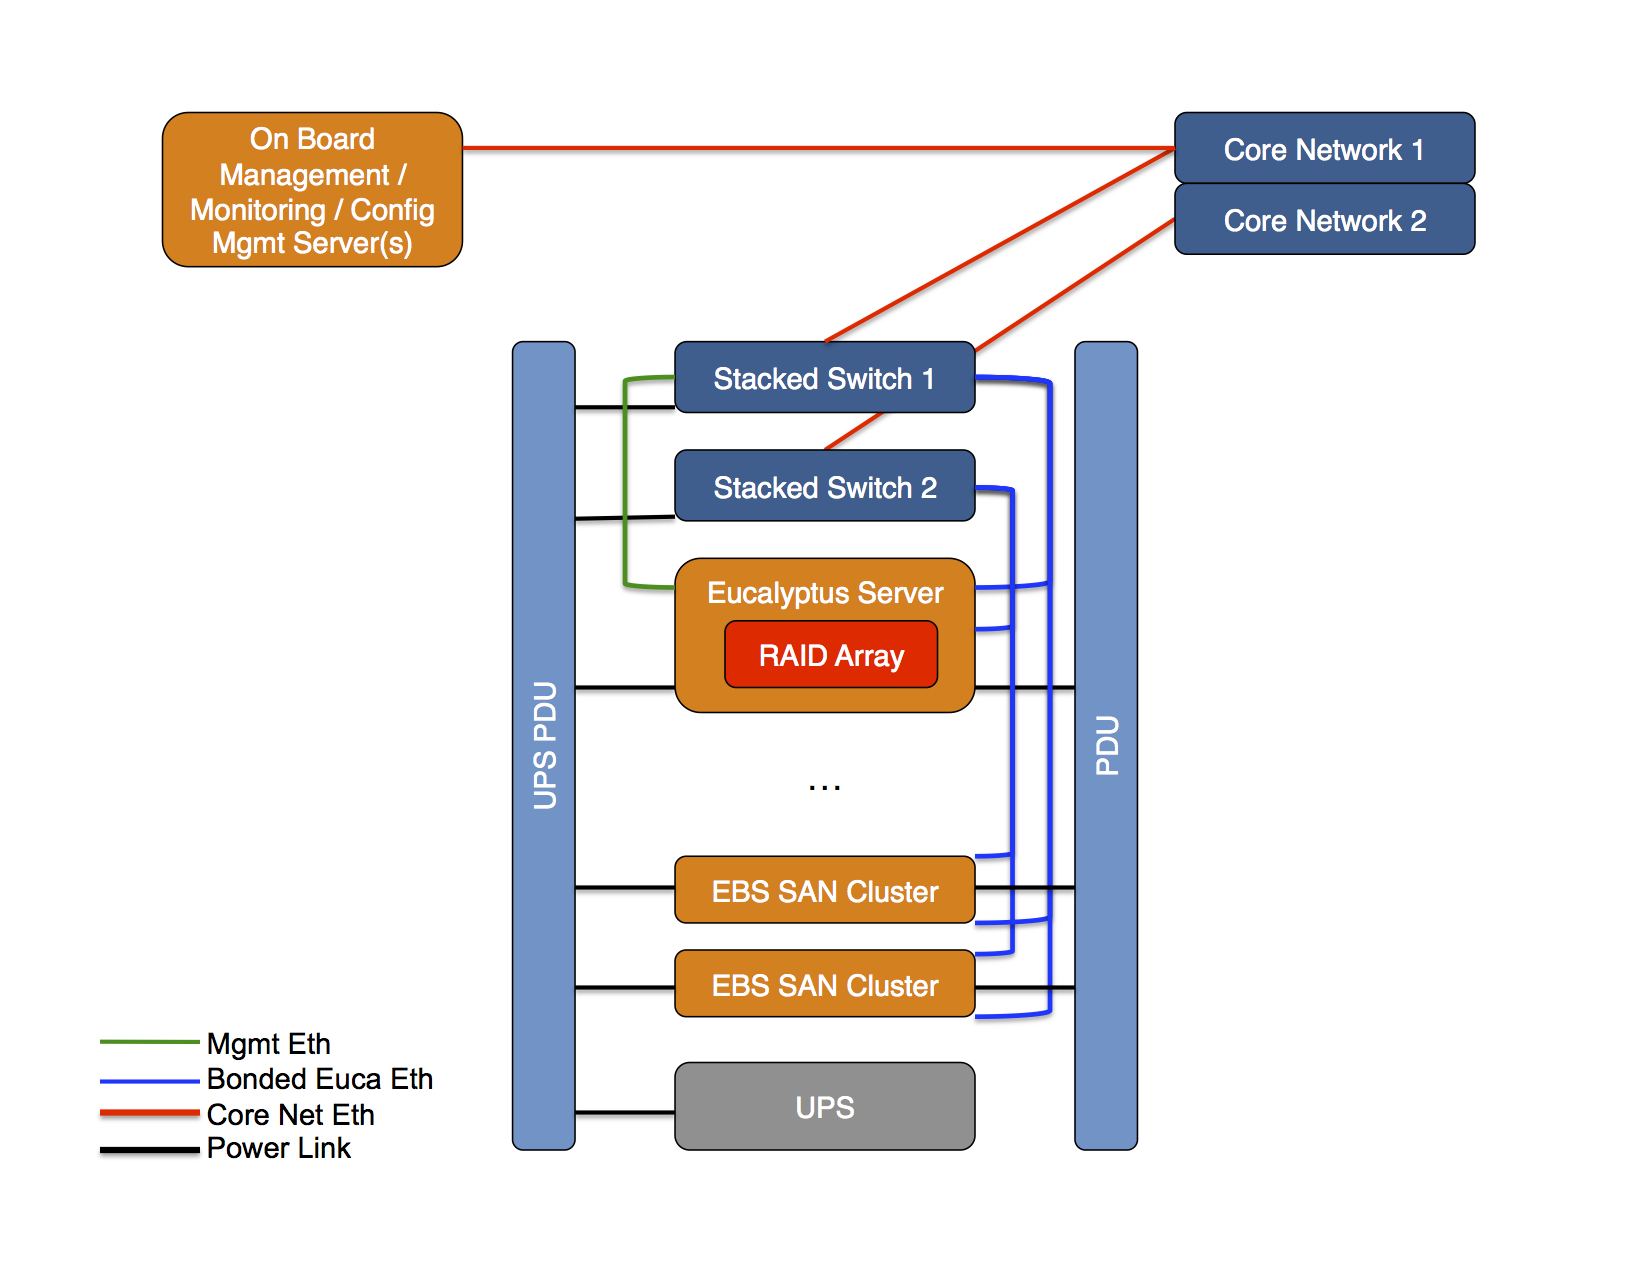 On Board
Management /
Monitoring / Config
Mgmt Server(s)
Core Network 1
Core Network 2
Stacked Switch 1
Stacked Switch 2
Eucalyptus Server
RAID Array
UPS PDU
PDU
...
EBS SAN Cluster
EBS SAN Cluster
UPS
Mgmt Eth
Bonded Euca Eth
Core Net Eth
Power Link